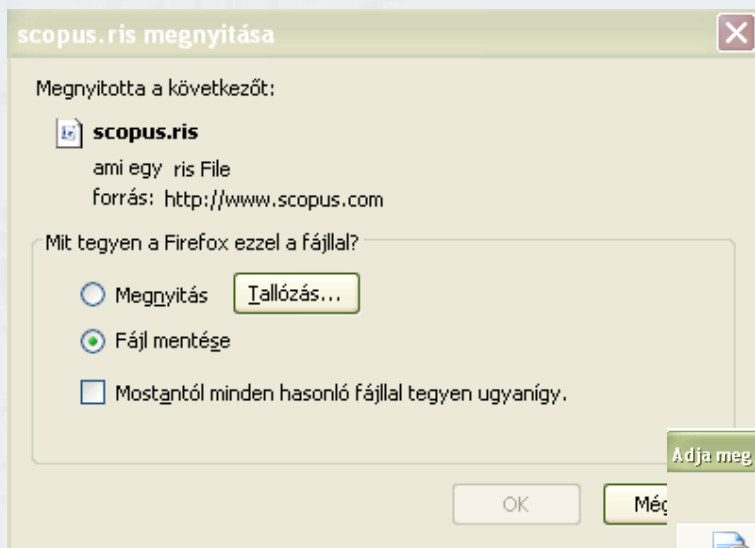 scopus.ris megnyitása
Megnyitotta a következőt:
scopus.ris
ami egy ris File
forrás: http://www.scopus.com
Mit tegyen a Firefox ezzel a fájllal?
Megnyitás Tallózás...
Fájl mentése
Mostantól minden hasonló fájllal tegyen ugyanígy.
Adja meg
OK